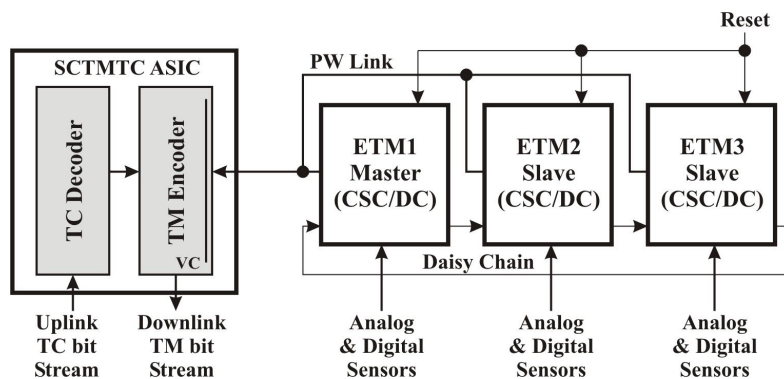 Reset
SCTMTC ASIC
PW Link
TC Decoder
TM Encoder
VC
ETM1
Master
(CSC/DC)
ETM2
Slave
(CSC/DC)
ETM3
Slave
(CSC/DC)
Daisy Chain
Uplink
TC bit
Stream
Downlink
TM bit
Stream
Analog
& Digital
Sensors
Analog
& Digital
Sensors
Analog
& Digital
Sensors